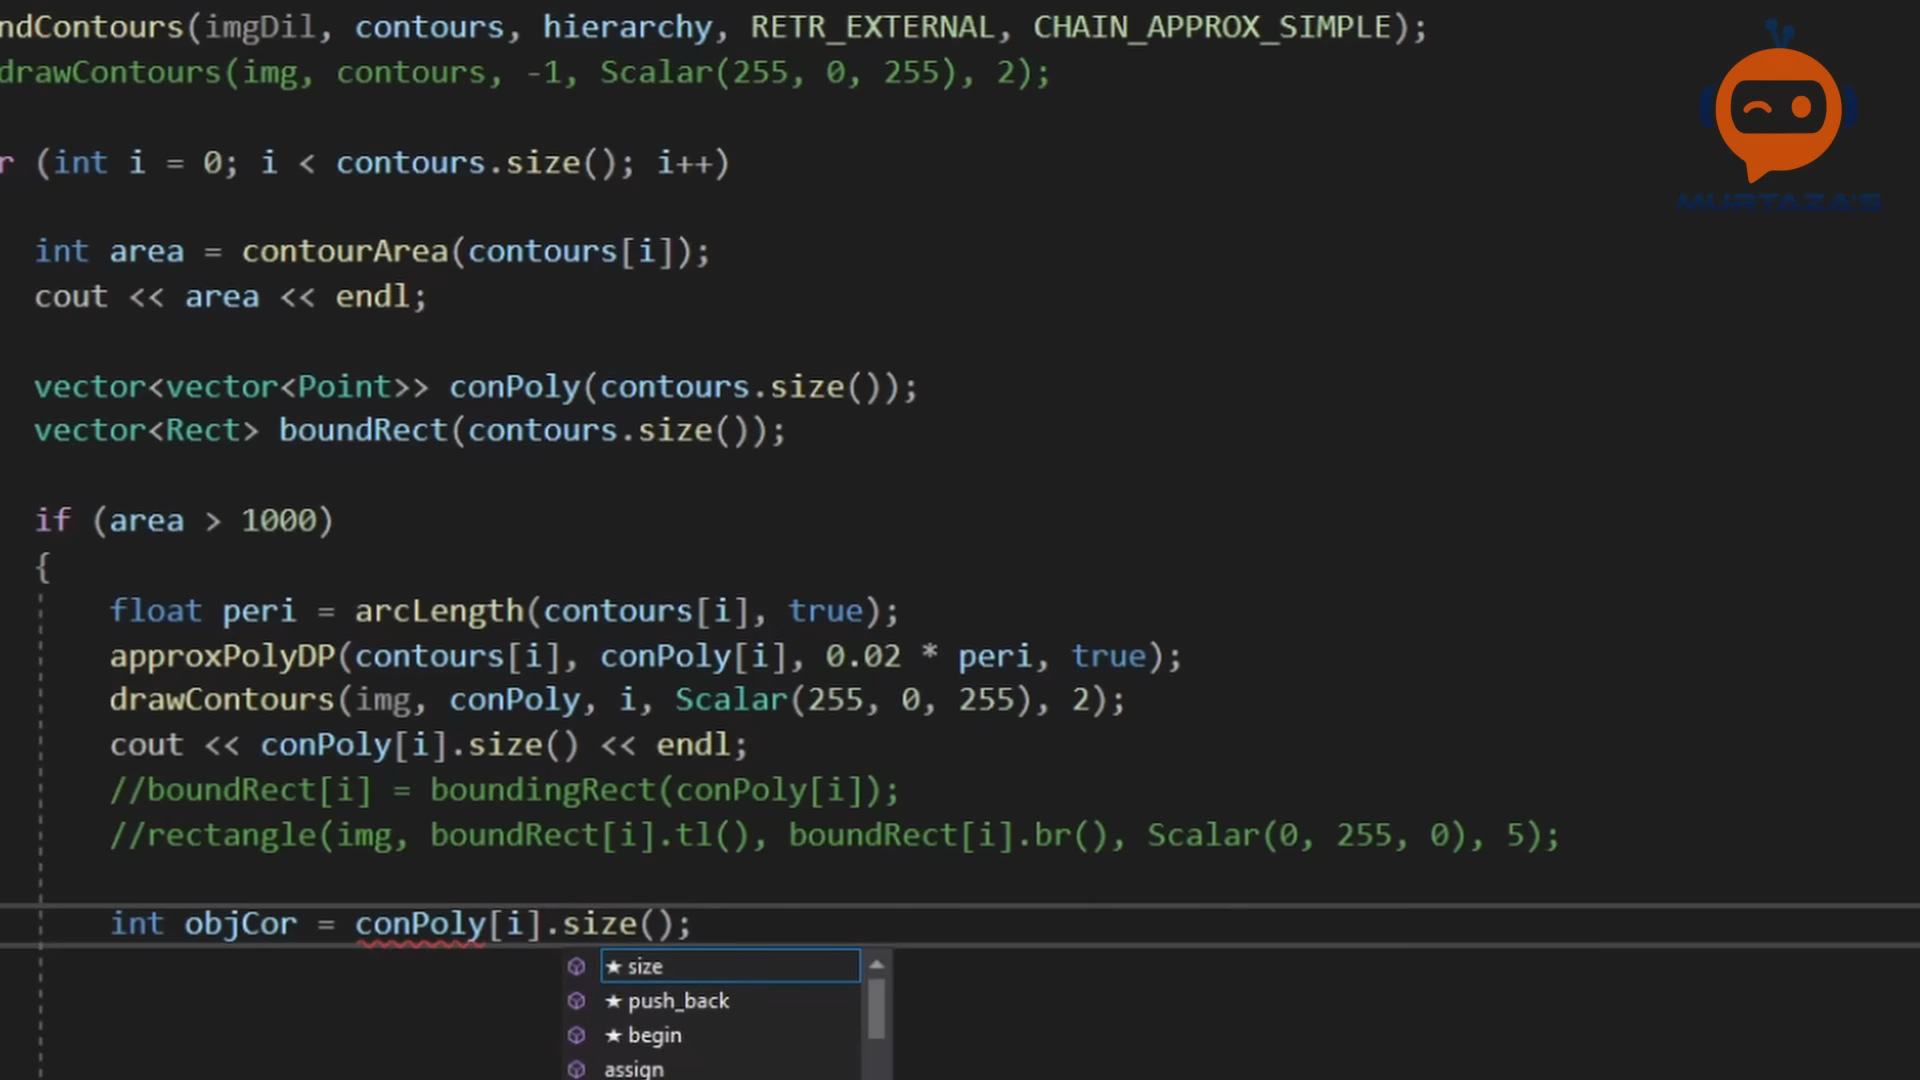 ndContours(imgDil, contours, hierarchy, RETR_EXTERNAL, CHAIN_APPROX_SIMPLE);
drawContours(img, contours, -1, Scalar(255, 0, 255), 2);
r (int i = 0; i < contours.size(); i++)
int area = contourArea(contours[i]);
cout << area << endl;
vector<vector<Point>> conPoly(contours.size());
vector<Rect> boundRect(contours.size());
if (area > 1000)
{
float peri = arcLength(contours[i], true);
approxPolyDP(contours[i], conPoly[i], 0.02 * peri, true);
drawContours(img, conPoly, i, Scalar(255, 0, 255), 2);
cout << conPoly[i].size() << endl;
//boundRect[i] = boundingRect(conPoly[i]);
//rectangle(img, boundRect[i].tl(), boundRect[i].br(), Scalar(0, 255, 0), 5);
int objCor = conPoly[i].size();
★ size
★ push_back
★ begin
assign
MURTAZA'S